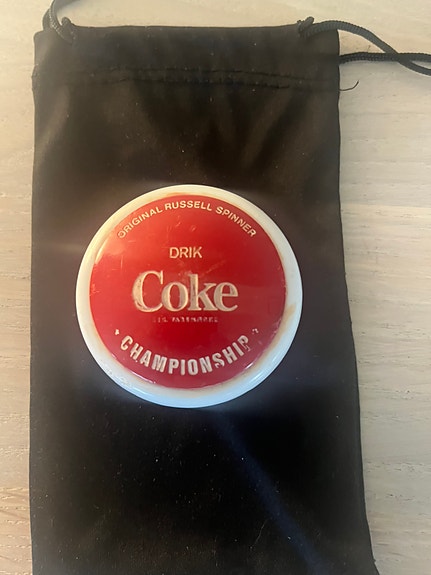 ORIGINAL RUSSELL SPINNER
DRIK
Coke
CHAMPIONSHIP